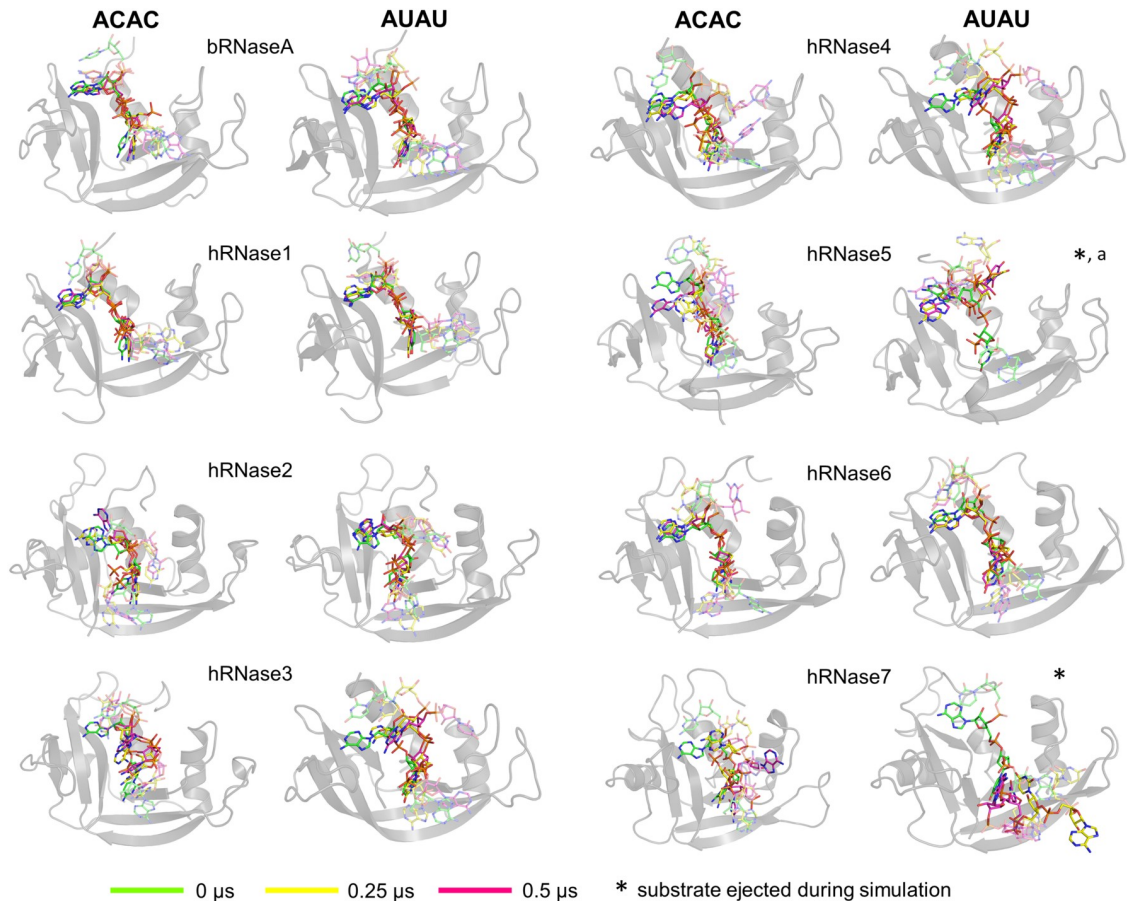 ACAC AUAU ACAC AUAU
bRNaseA hRNase4
hRNase1 hRNase5
*, a
hRNase2 hRNase6
hRNase3 hRNase7
*
0 µs 0.25 µs 0.5 µs * substrate ejected during simulation